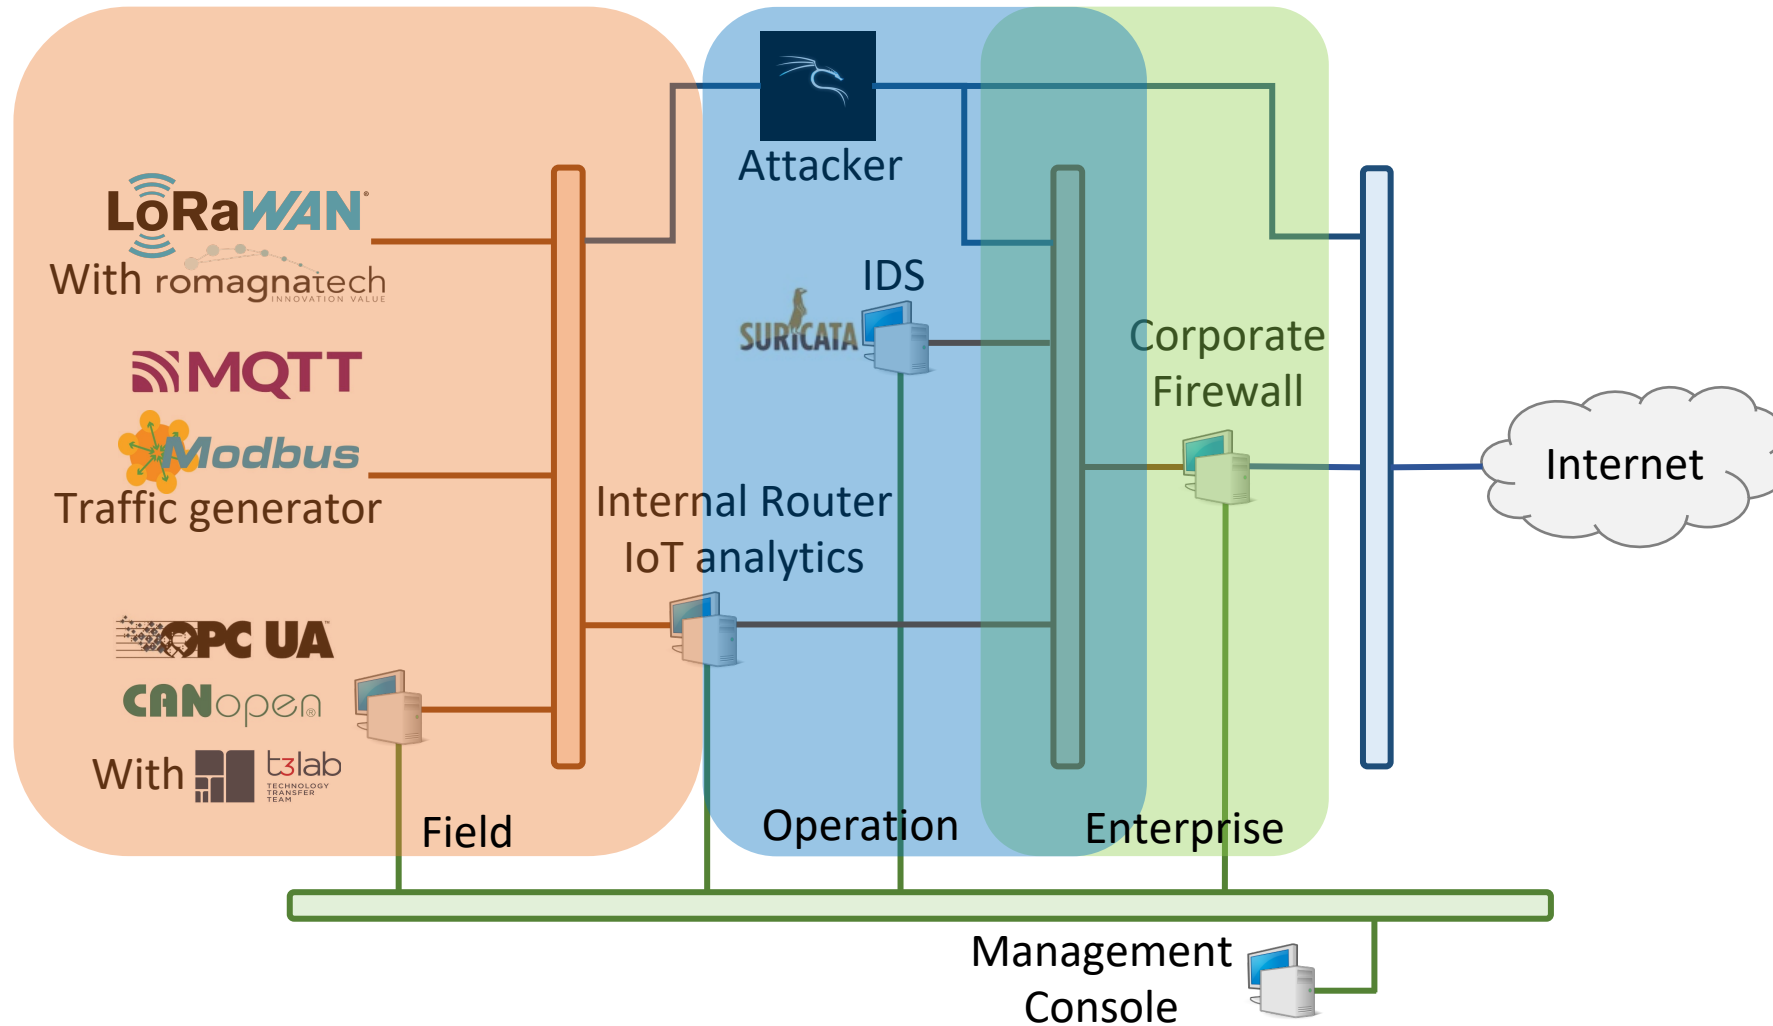 Attacker
LoRaWAN®
With romagnatech
INNOVATION VALUE
IDS
SURICATA
MQTT
Modbus
Traffic generator
Corporate
Firewall
Internet
Internal Router
IoT analytics
OPC UA
CANopen®
With t3lab
TECHNOLOGY
TRANSFER
TEAM
Field
Operation
Enterprise
Management
Console